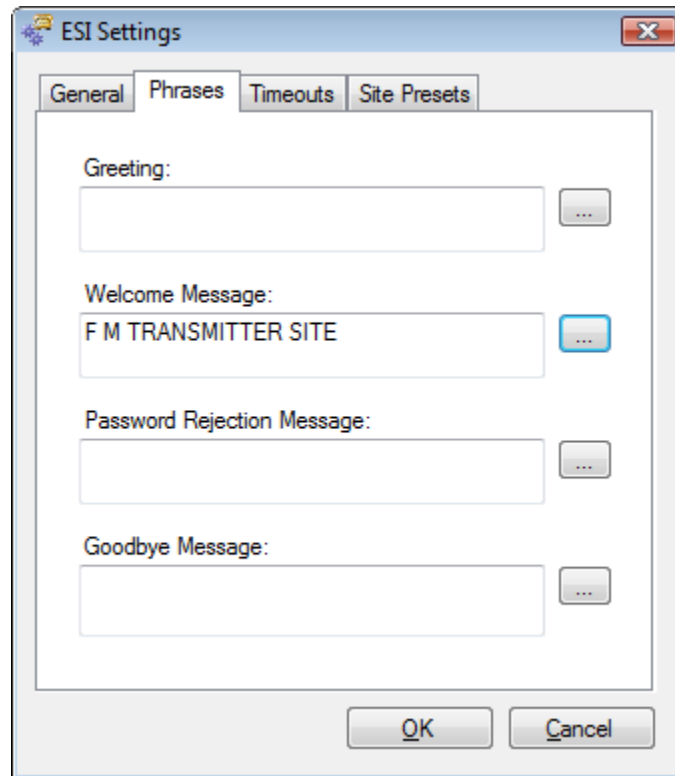 ESI Settings
General Phrases Timeouts Site Presets
Greeting:
...
Welcome Message:
F M TRANSMITTER SITE
...
Password Rejection Message:
...
Goodbye Message:
...
OK Cancel